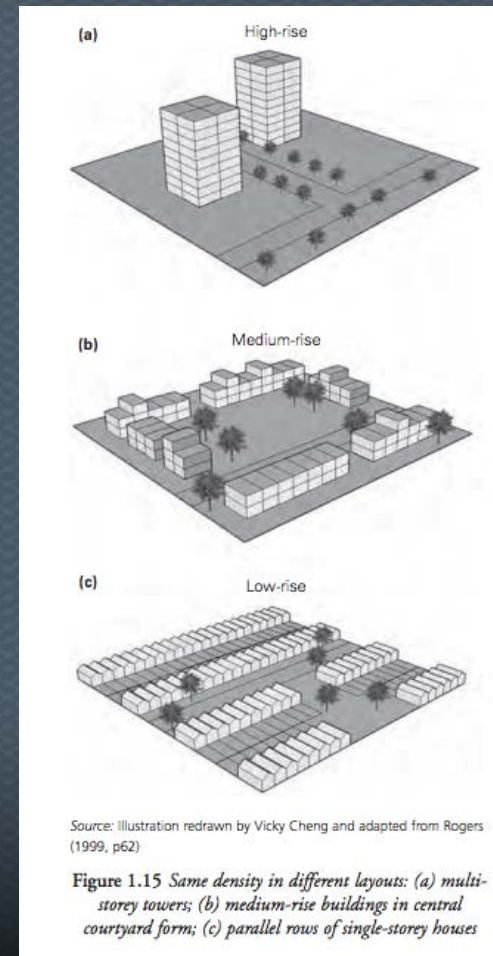 (a)
High-rise
(b)
Medium-rise
(c)
Low-rise
Source: Illustration redrawn by Vicky Cheng and adapted from Rogers
(1999, p62)
Figure 1.15 Same density in different layouts: (a) multi-
storey towers; (b) medium-rise buildings in central
courtyard form; (c) parallel rows of single-storey houses